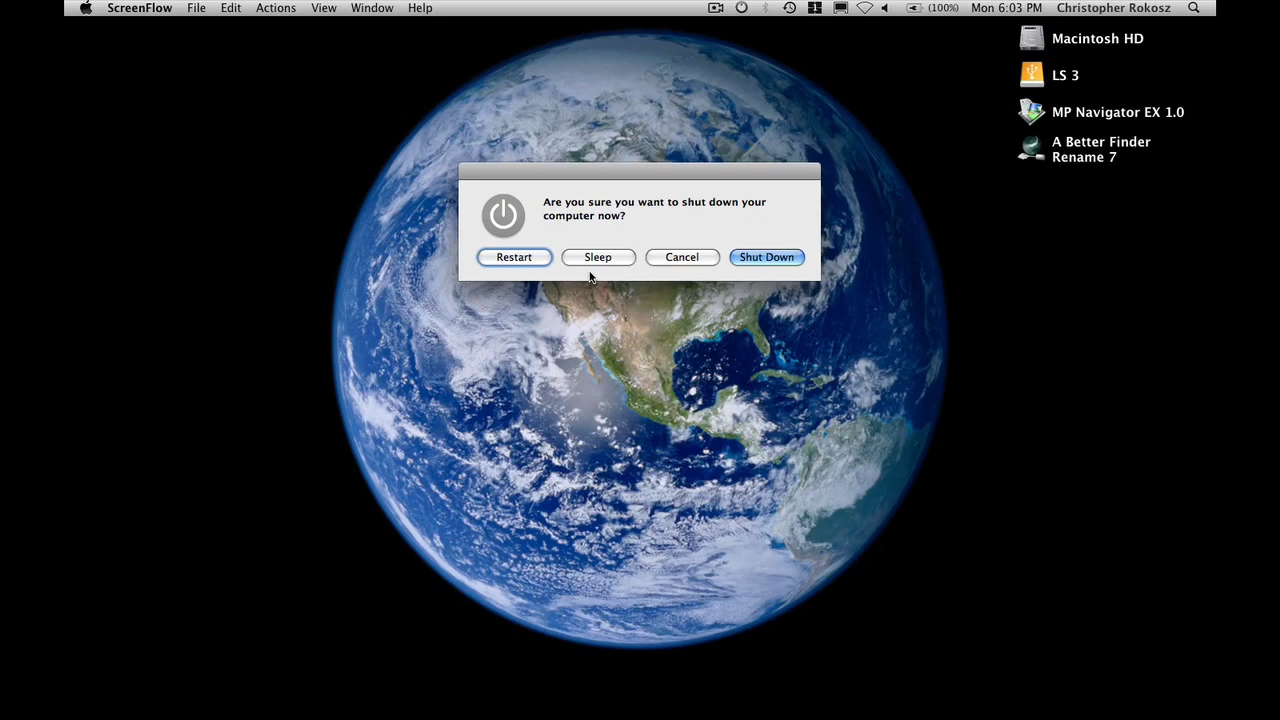 ScreenFlow File Edit Actions View Window Help (100%) Mon 6:03 PM Christopher Rokosz
Macintosh HD
LS 3
MP Navigator EX 1.0
A Better Finder
Rename 7
Are you sure you want to shut down your
computer now?
Restart Sleep Cancel Shut Down